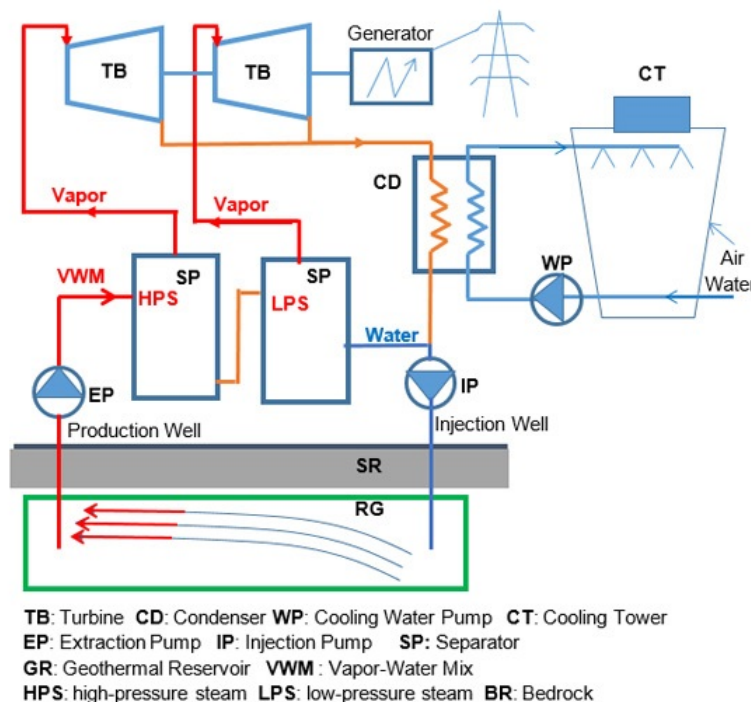 Generator
TB
TB
CT
CD
Vapor
Vapor
SP
SP
WP
Air
Water
VWM
HPS
LPS
Water
EP
IP
Production Well
Injection Well
SR
RG
TB: Turbine CD: Condenser WP: Cooling Water Pump CT: Cooling Tower
EP: Extraction Pump IP: Injection Pump SP: Separator
GR: Geothermal Reservoir VWM : Vapor-Water Mix
HPS: high-pressure steam LPS: low-pressure steam BR: Bedrock